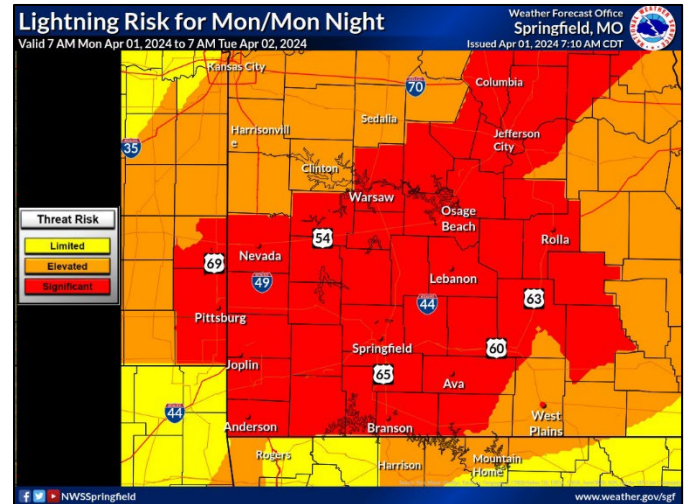 Lightning Risk for Mon/Mon Night
Valid 7 AM Mon Apr 01, 2024 to 7 AM Tue Apr 02, 2024
Weather Forecast Office
Springfield, MO
Issued Apr 01, 2024 7:10 AM CDT
Kansas City
Columbia
70
Sedalia
Harrisonvill
e
Jefferson
City
35
Clinton
Warsaw
Osage
Beach
Threat Risk
Limited
Elevated
Significant
54
Rolla
Nevada
69
Lebanon
49
63
44
Pittsburg
Springfield
60
Joplin
65
Ava
44
Anderson
Branson
West
Plains
Rogers
Harrison
Mountain
Home
NWSSpringfield
www.weather.gov/sgf